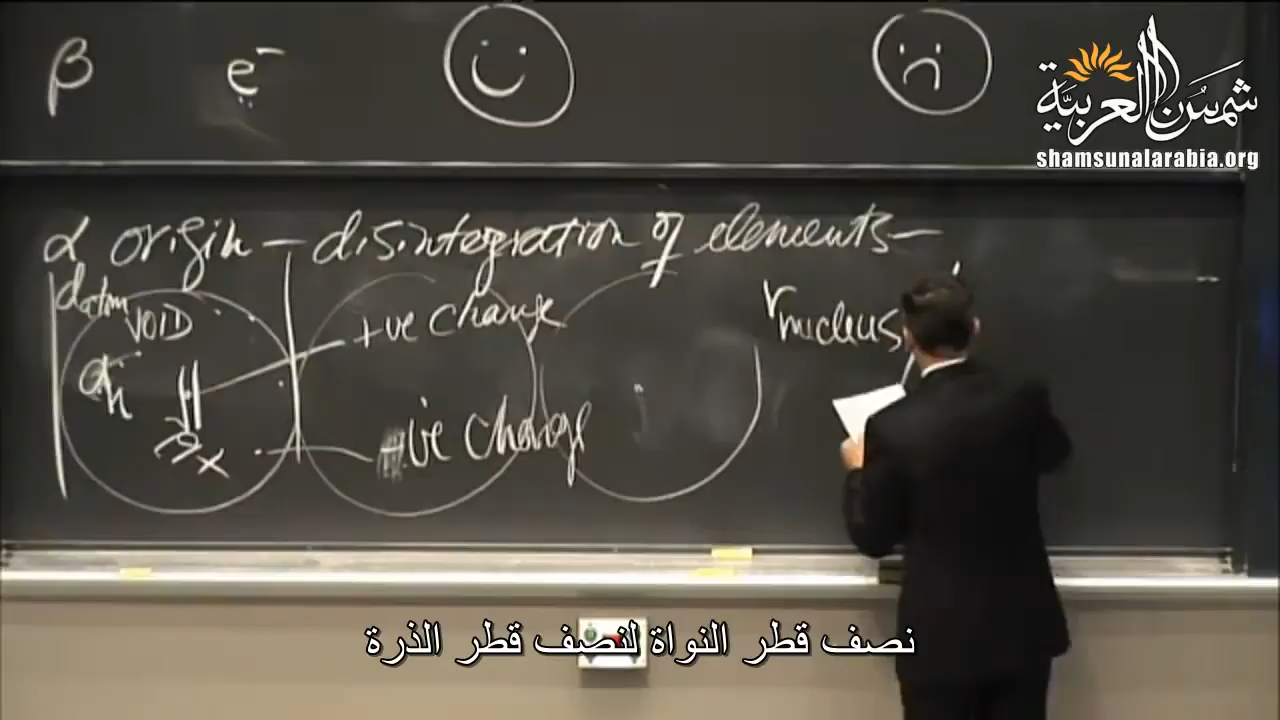 β e⁻
شمس العربية
shamsunalarabia.org
α origin — disintegration of elements —
datom
VOID
+ve charge
r nucleus
-ve charge
نصف قطر النواة لنصف قطر الذرة